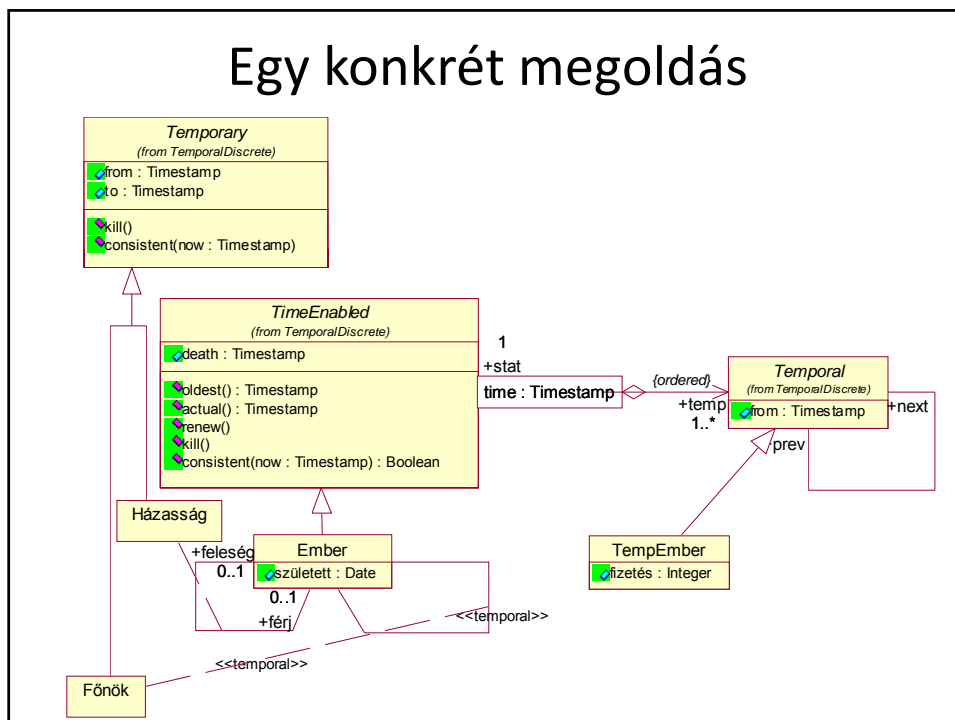 Egy konkrét megoldás
Temporary
(from TemporalDiscrete)
from : Timestamp
to : Timestamp
kill()
consistent(now : Timestamp)
TimeEnabled
(from TemporalDiscrete)
death : Timestamp
oldest() : Timestamp
actual() : Timestamp
renew()
kill()
consistent(now : Timestamp) : Boolean
1
+stat
time : Timestamp
{ordered}
+temp
1..*
Temporal
(from TemporalDiscrete)
from : Timestamp
+next
-prev
Házasság
+feleség
0..1
Ember
született : Date
0..1
+férj
<<temporal>>
<<temporal>>
TempEmber
fizetés : Integer
Főnök